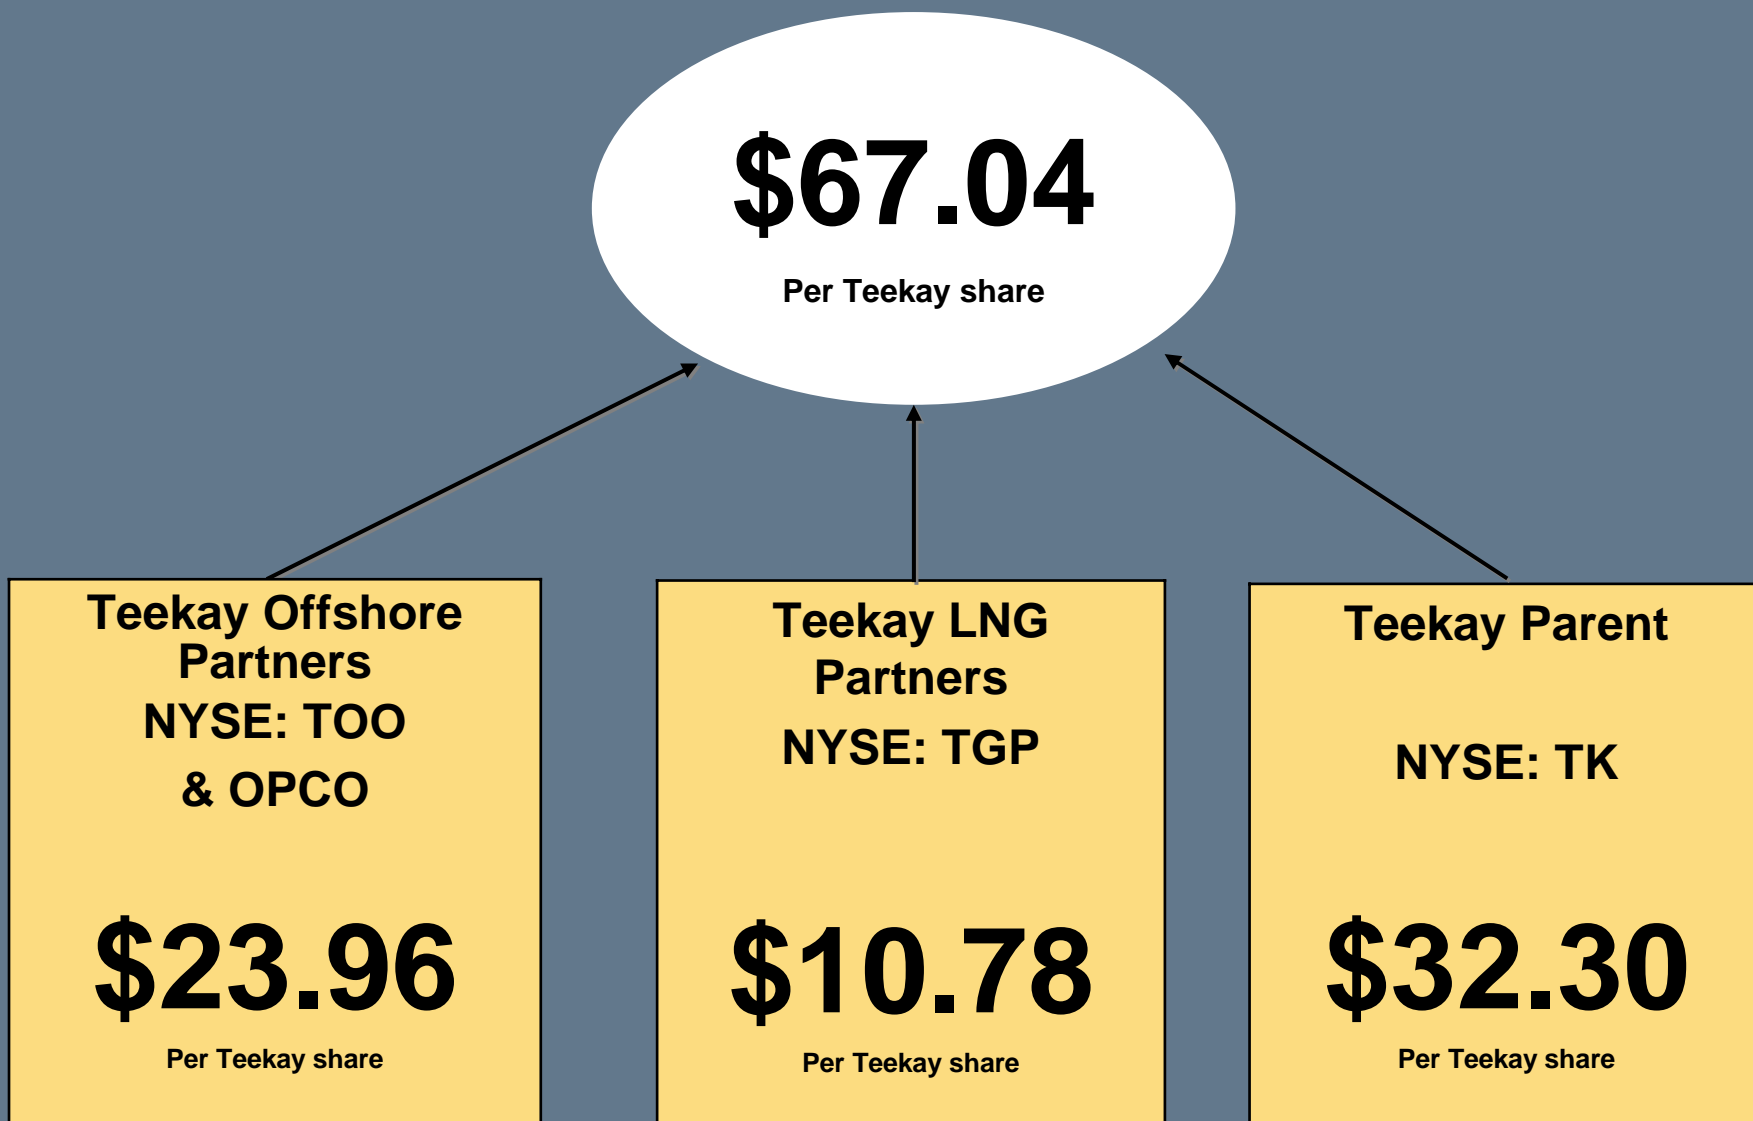 $67.04
Per Teekay share
Teekay Offshore
Partners
NYSE: TOO
& OPCO
$23.96
Per Teekay share
Teekay LNG
Partners
NYSE: TGP
$10.78
Per Teekay share
Teekay Parent
NYSE: TK
$32.30
Per Teekay share